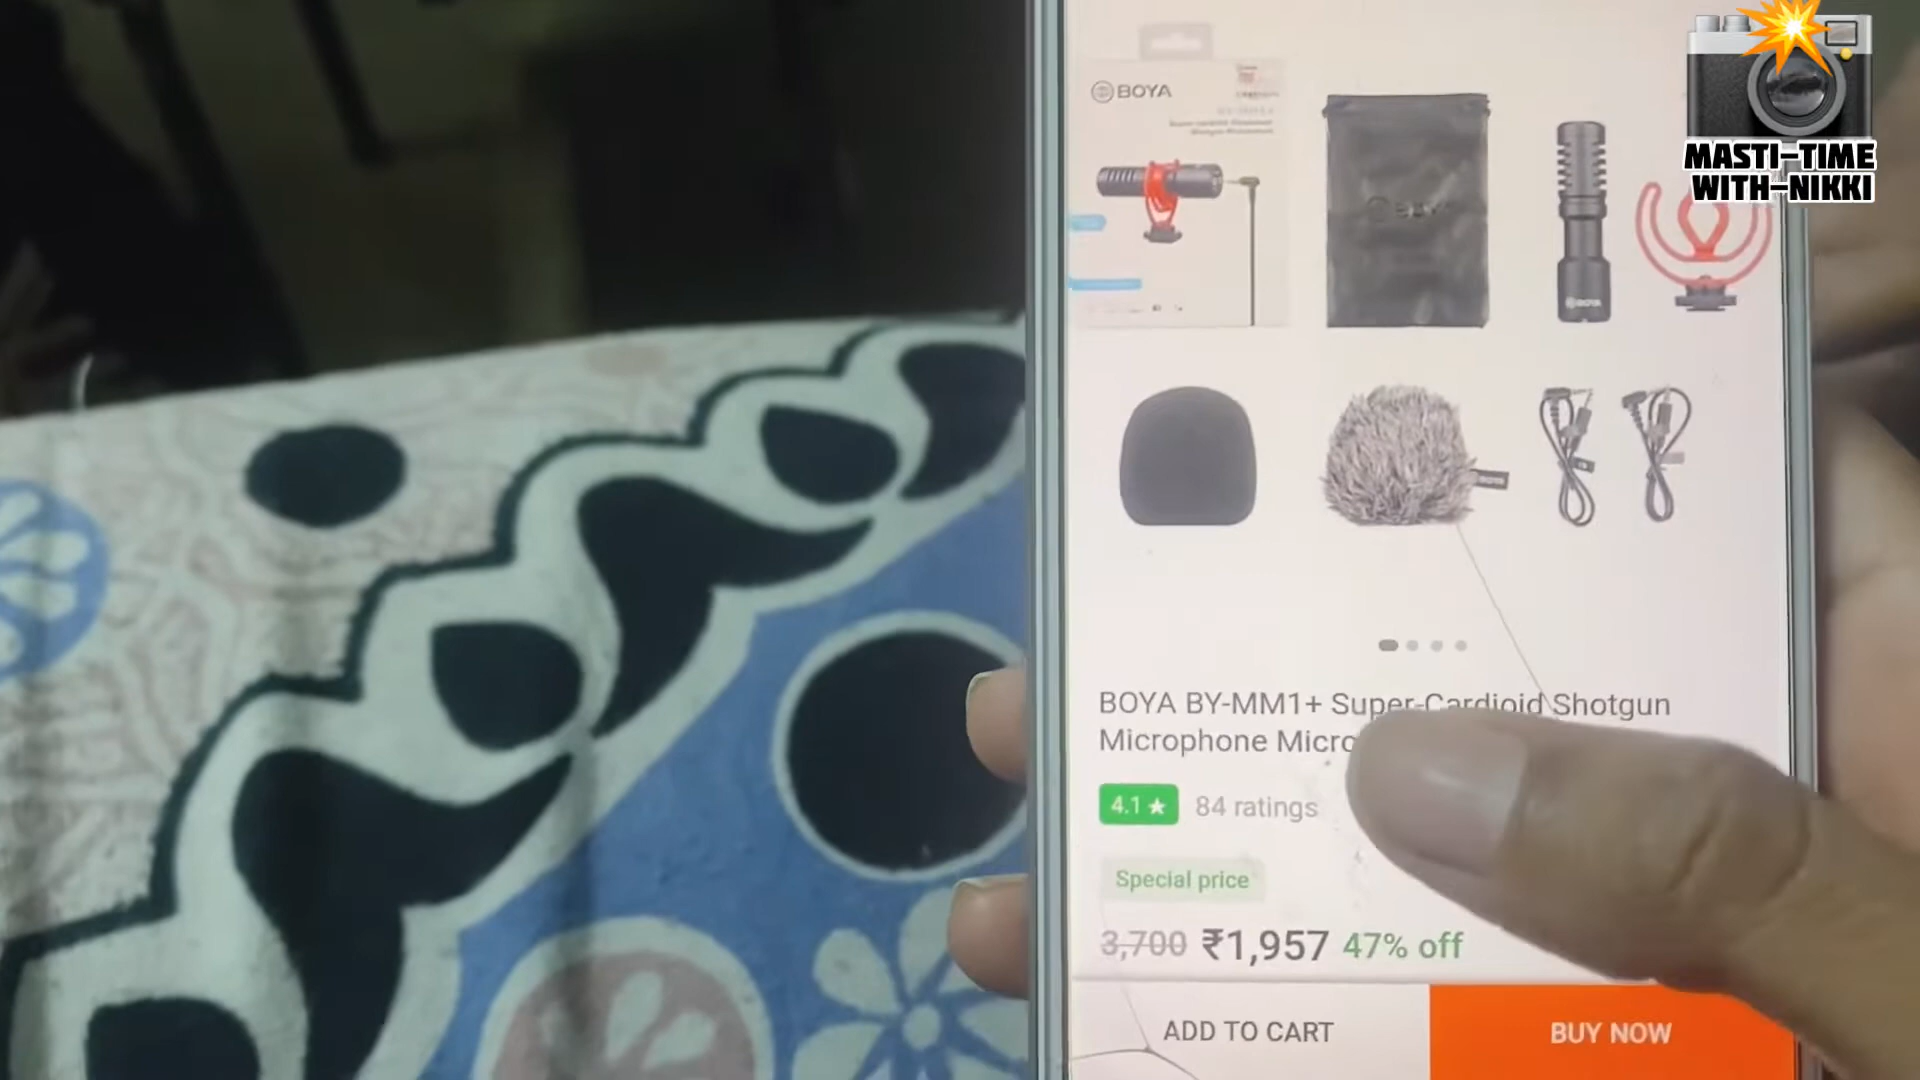 MASTI-TIME
WITH-NIKKI
BOYA
BOYA
BOYA BY-MM1+ Super-Cardioid Shotgun
Microphone Micro
4.1★ 84 ratings
Special price
3,700 ₹1,957 47% off
ADD TO CART
BUY NOW